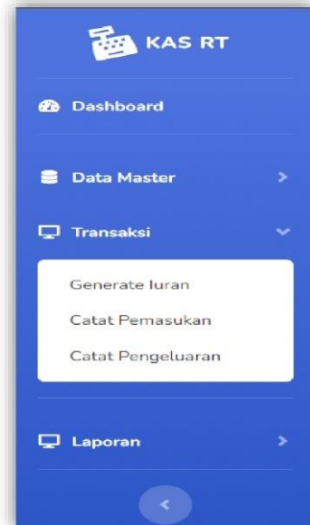 KAS RT
Dashboard
Data Master
Transaksi
Generate Iuran
Catat Pemasukan
Catat Pengeluaran
Laporan